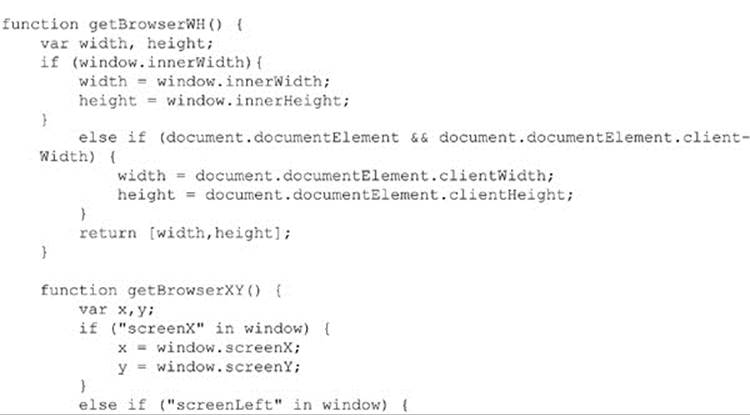 function getBrowserWH() {
    var width, height;
    if (window.innerWidth){
        width = window.innerWidth;
        height = window.innerHeight;
    }
        else if (document.documentElement && document.documentElement.client-
    Width) {
            width = document.documentElement.clientWidth;
            height = document.documentElement.clientHeight;
        }
        return [width,height];
    }

    function getBrowserXY() {
        var x,y;
        if ("screenX" in window) {
            x = window.screenX;
            y = window.screenY;
        }
        else if ("screenLeft" in window) {